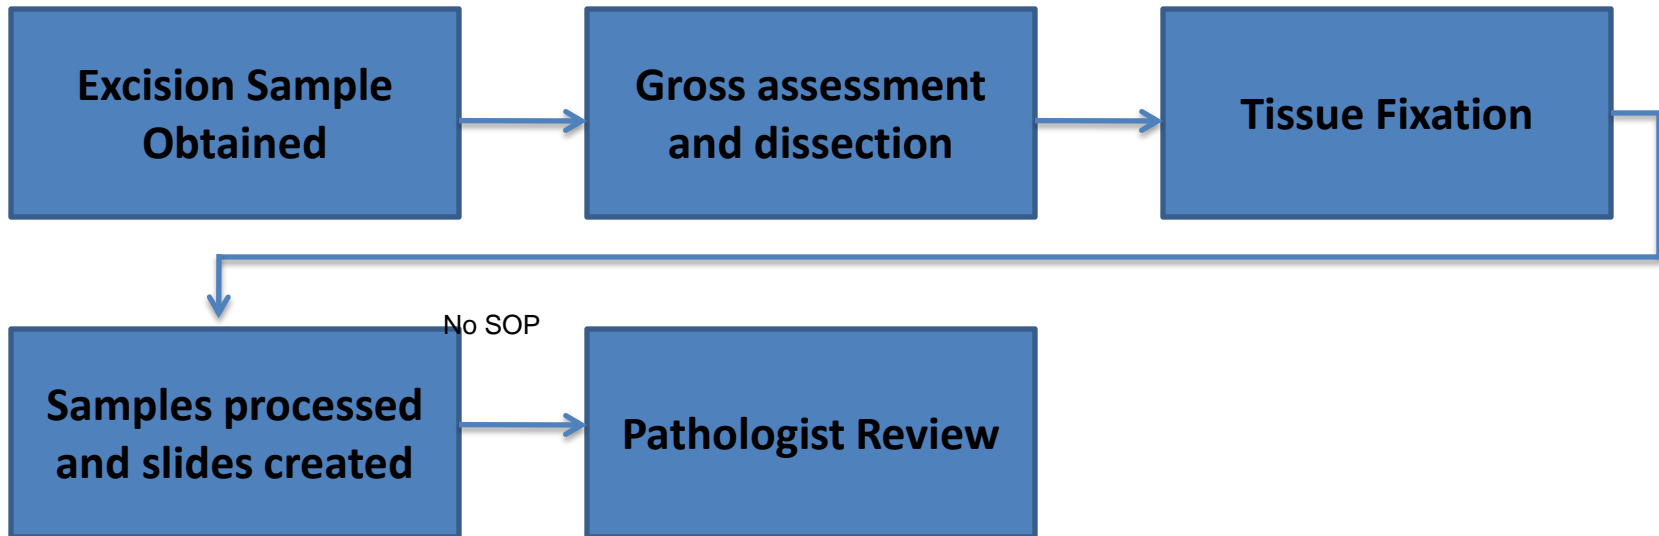 Excision Sample
Obtained
Gross assessment
and dissection
Tissue Fixation
No SOP
Samples processed
and slides created
Pathologist Review